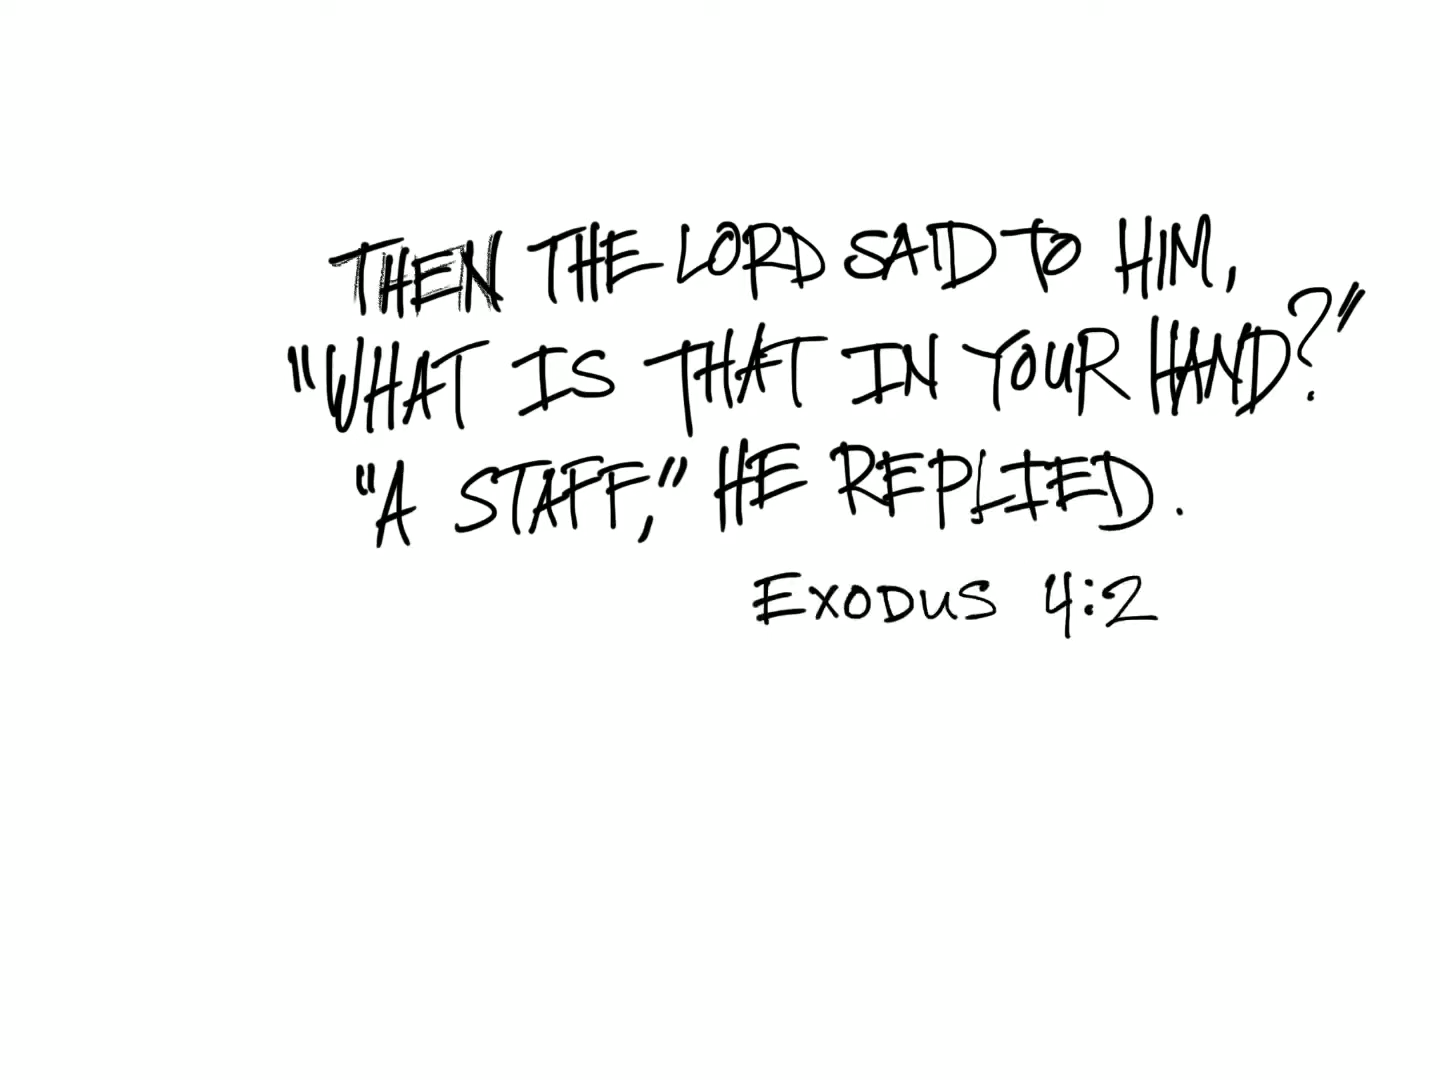 THEN THE LORD SAID TO HIM,
"WHAT IS THAT IN YOUR HAND?"
"A STAFF," HE REPLIED.
EXODUS 4:2